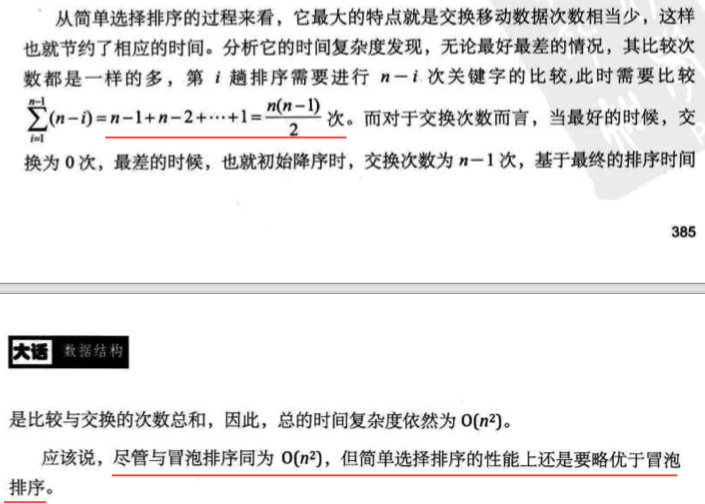 从简单选择排序的过程来看，它最大的特点就是交换移动数据次数相当少，这样
也就节约了相应的时间。分析它的时间复杂度发现，无论最好最差的情况，其比较次
数都是一样的多，第 i 趟排序需要进行 n－i 次关键字的比较,此时需要比较
$\sum_{i=1}^{n-1}(n-i)=n-1+n-2+\cdots+1=\frac{n(n-1)}{2}$ 次。而对于交换次数而言，当最好的时候，交
换为 0 次，最差的时候，也就初始降序时，交换次数为 n－1 次，基于最终的排序时间
385
大话 数据结构
是比较与交换的次数总和，因此，总的时间复杂度依然为 O(n²)。
应该说，尽管与冒泡排序同为 O(n²)，但简单选择排序的性能上还是要略优于冒泡
排序。